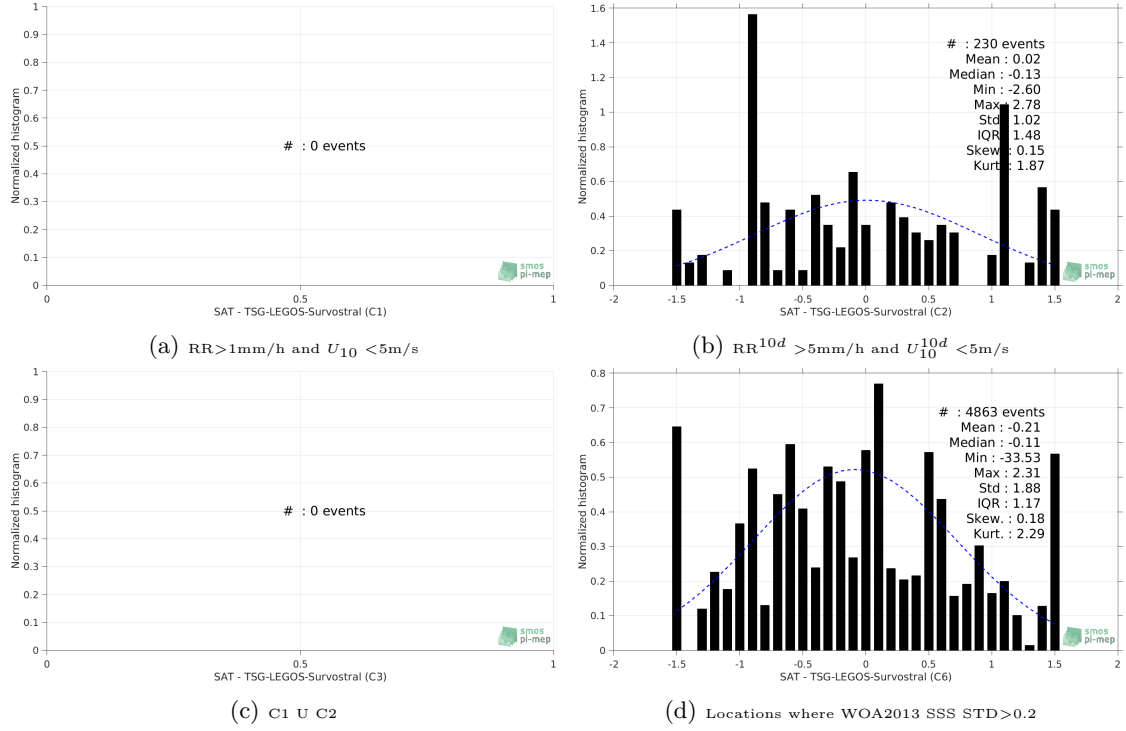 1
0.9
0.8
0.7
0.6
0.5
0.4
0.3
0.2
0.1
0
Normalized histogram
# : 0 events
smos
pi-mep
0 0.5 1
SAT - TSG-LEGOS-Survostral (C1)
(a) RR>1mm/h and U10 <5m/s
1.6
1.4
1.2
1
0.8
0.6
0.4
0.2
0
Normalized histogram
# : 230 events
Mean : 0.02
Median : -0.13
Min : -2.60
Max : 2.78
Std : 1.02
IQR : 1.48
Skew. : 0.15
Kurt. : 1.87
smos
pi-mep
-2 -1.5 -1 -0.5 0 0.5 1 1.5 2
SAT - TSG-LEGOS-Survostral (C2)
(b) RR10d >5mm/h and U10d10 <5m/s
1
0.9
0.8
0.7
0.6
0.5
0.4
0.3
0.2
0.1
0
Normalized histogram
# : 0 events
smos
pi-mep
0 0.5 1
SAT - TSG-LEGOS-Survostral (C3)
(c) C1 U C2
0.8
0.7
0.6
0.5
0.4
0.3
0.2
0.1
0
Normalized histogram
# : 4863 events
Mean : -0.21
Median : -0.11
Min : -33.53
Max : 2.31
Std : 1.88
IQR : 1.17
Skew. : 0.18
Kurt. : 2.29
smos
pi-mep
-2 -1.5 -1 -0.5 0 0.5 1 1.5 2
SAT - TSG-LEGOS-Survostral (C6)
(d) Locations where WOA2013 SSS STD>0.2